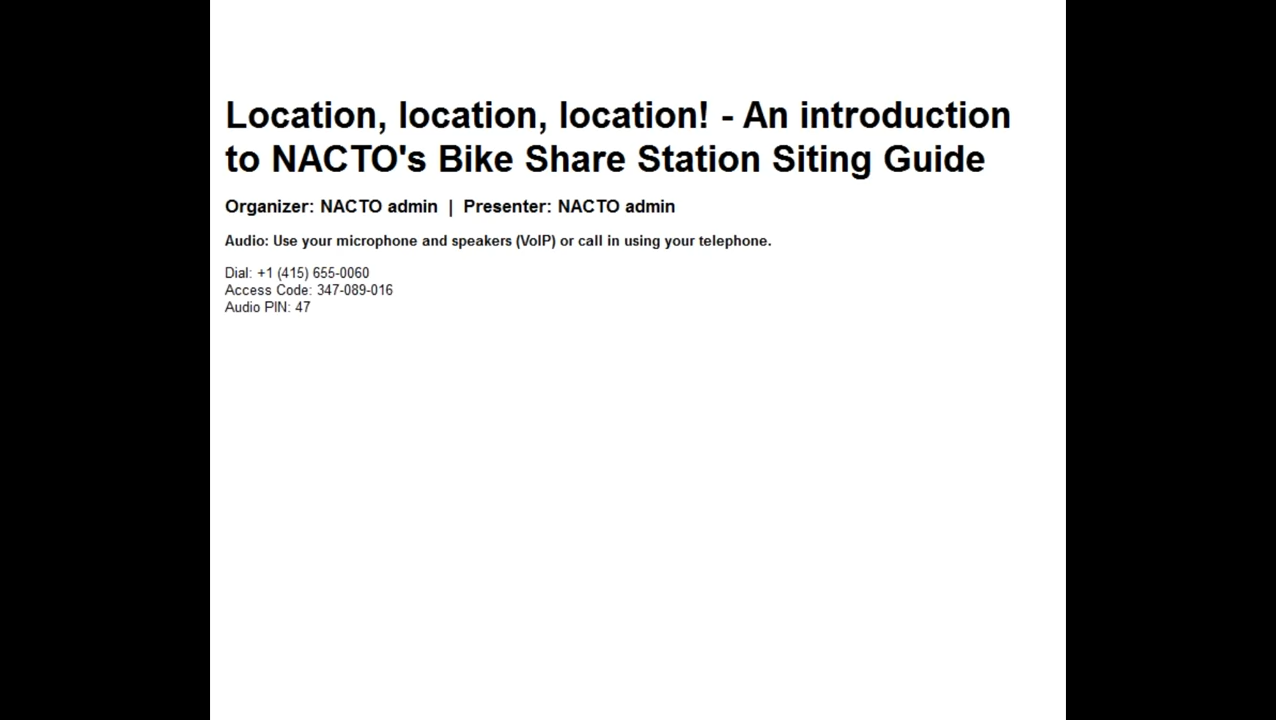 Location, location, location! - An introduction
to NACTO's Bike Share Station Siting Guide
Organizer: NACTO admin | Presenter: NACTO admin
Audio: Use your microphone and speakers (VoIP) or call in using your telephone.
Dial: +1 (415) 655-0060
Access Code: 347-089-016
Audio PIN: 47